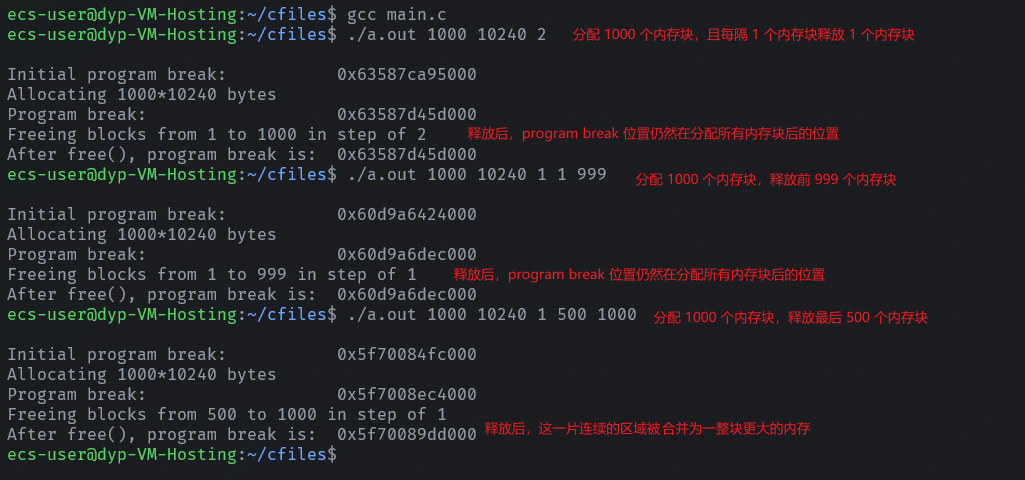 ecs-user@dyp-VM-Hosting:~/cfiles$ gcc main.c
ecs-user@dyp-VM-Hosting:~/cfiles$ ./a.out 1000 10240 2 分配 1000 个内存块，且每隔 1 个内存块释放 1 个内存块
Initial program break: 0x63587ca95000
Allocating 1000*10240 bytes
Program break: 0x63587d45d000
Freeing blocks from 1 to 1000 in step of 2 释放后，program break 位置仍然在分配所有内存块后的位置
After free(), program break is: 0x63587d45d000
ecs-user@dyp-VM-Hosting:~/cfiles$ ./a.out 1000 10240 1 1 999 分配 1000 个内存块，释放前 999 个内存块
Initial program break: 0x60d9a6424000
Allocating 1000*10240 bytes
Program break: 0x60d9a6dec000
Freeing blocks from 1 to 999 in step of 1 释放后，program break 位置仍然在分配所有内存块后的位置
After free(), program break is: 0x60d9a6dec000
ecs-user@dyp-VM-Hosting:~/cfiles$ ./a.out 1000 10240 1 500 1000 分配 1000 个内存块，释放最后 500 个内存块
Initial program break: 0x5f70084fc000
Allocating 1000*10240 bytes
Program break: 0x5f7008ec4000
Freeing blocks from 500 to 1000 in step of 1
After free(), program break is: 0x5f70089dd000 释放后，这一片连续的区域被合并为一整块更大的内存
ecs-user@dyp-VM-Hosting:~/cfiles$